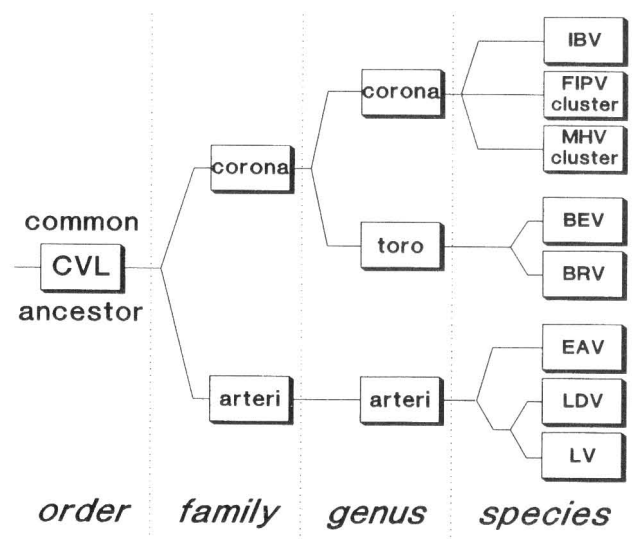 IBV
FIPV
cluster
MHV
cluster
corona
corona
common
CVL
ancestor
toro
BEV
BRV
arteri
arteri
EAV
LDV
LV
order
family
genus
species